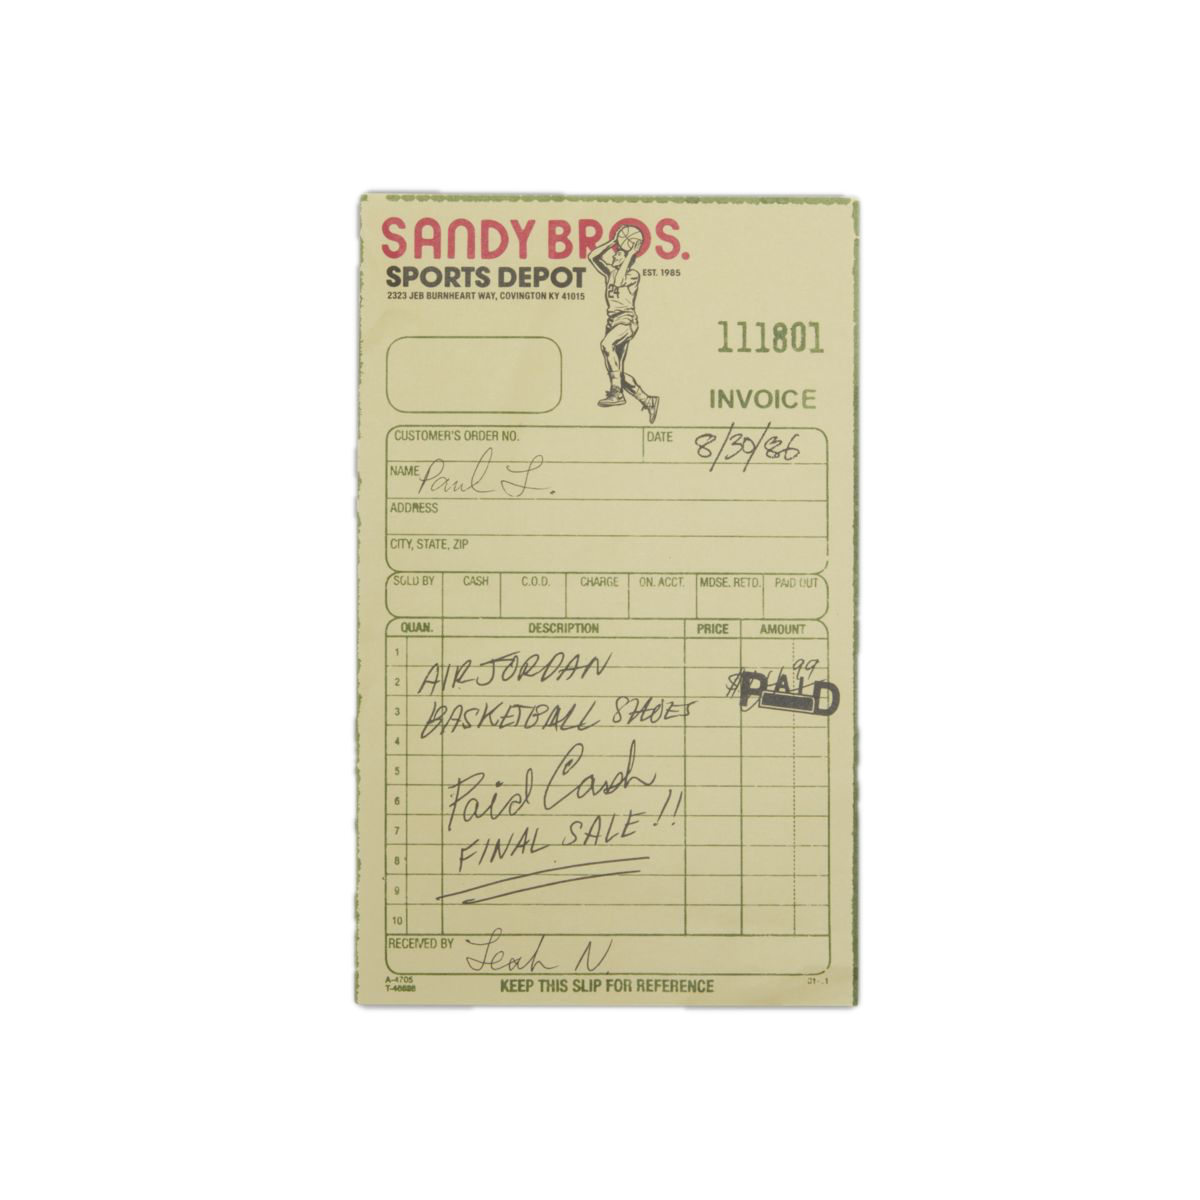 SANDY BROS.
SPORTS DEPOT
EST. 1985
2323 JEB BURNHEART WAY, COVINGTON KY 41015
24
111801
INVOICE
CUSTOMER'S ORDER NO. DATE 8/30/86
NAME Paul L.
ADDRESS
CITY, STATE, ZIP
SOLD BY CASH C.O.D. CHARGE ON. ACCT. MDSE. RETD. PAID OUT
QUAN. DESCRIPTION PRICE AMOUNT
1
2 AIR JORDAN $ 99 PAID
3 BASKETBALL SHOES
4
5
6 Paid Cash
7 FINAL SALE!!
8
9
10
RECEIVED BY Leah N.
A-4705
T-46686
KEEP THIS SLIP FOR REFERENCE